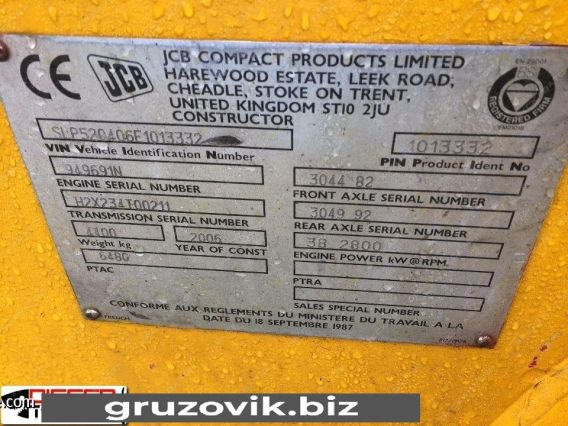 CE JCB
JCB COMPACT PRODUCTS LIMITED
HAREWOOD ESTATE, LEEK ROAD,
CHEADLE, STOKE ON TRENT,
UNITED KINGDOM ST10 2JU
CONSTRUCTOR
REGISTERED FIRM
SLP520406E1013332
1013332
VIN Vehicle Identification Number
PIN Product Ident No
949691N
3044 82
ENGINE SERIAL NUMBER
FRONT AXLE SERIAL NUMBER
H2X234T00211
3049 92
TRANSMISSION SERIAL NUMBER
REAR AXLE SERIAL NUMBER
4400 2006
38 2800
Weight kg YEAR OF CONST
ENGINE POWER kW@RPM.
6480
PTAC
PTRA
SALES SPECIAL NUMBER
CONFORME AUX REGLEMENTS DU MINISTERE DU TRAVAIL A LA
DATE DU 18 SEPTEMBRE 1987
FRENCH
gruzovik.biz